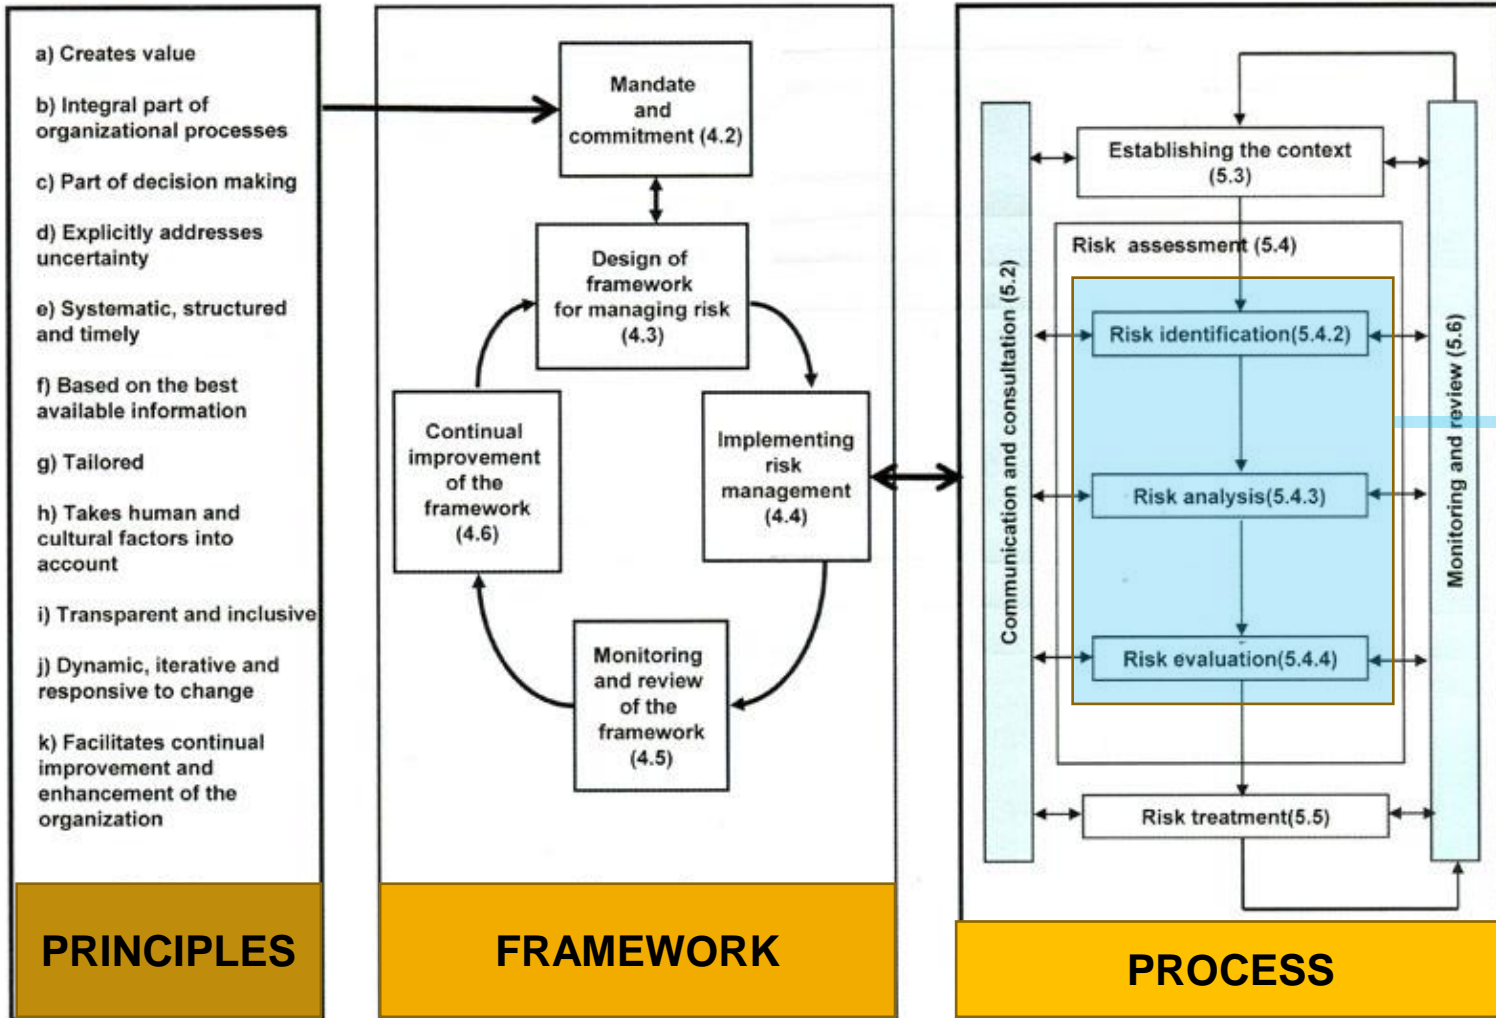 a) Creates value
b) Integral part of
organizational processes
c) Part of decision making
d) Explicitly addresses
uncertainty
e) Systematic, structured
and timely
f) Based on the best
available information
g) Tailored
h) Takes human and
cultural factors into
account
i) Transparent and inclusive
j) Dynamic, iterative and
responsive to change
k) Facilitates continual
improvement and
enhancement of the
organization
PRINCIPLES
Mandate
and
commitment (4.2)
Design of
framework
for managing risk
(4.3)
Continual
improvement
of the
framework
(4.6)
Implementing
risk
management
(4.4)
Monitoring
and review
of the
framework
(4.5)
FRAMEWORK
Communication and consultation (5.2)
Establishing the context
(5.3)
Risk assessment (5.4)
Risk identification(5.4.2)
Risk analysis(5.4.3)
Risk evaluation(5.4.4)
Risk treatment(5.5)
Monitoring and review (5.6)
PROCESS